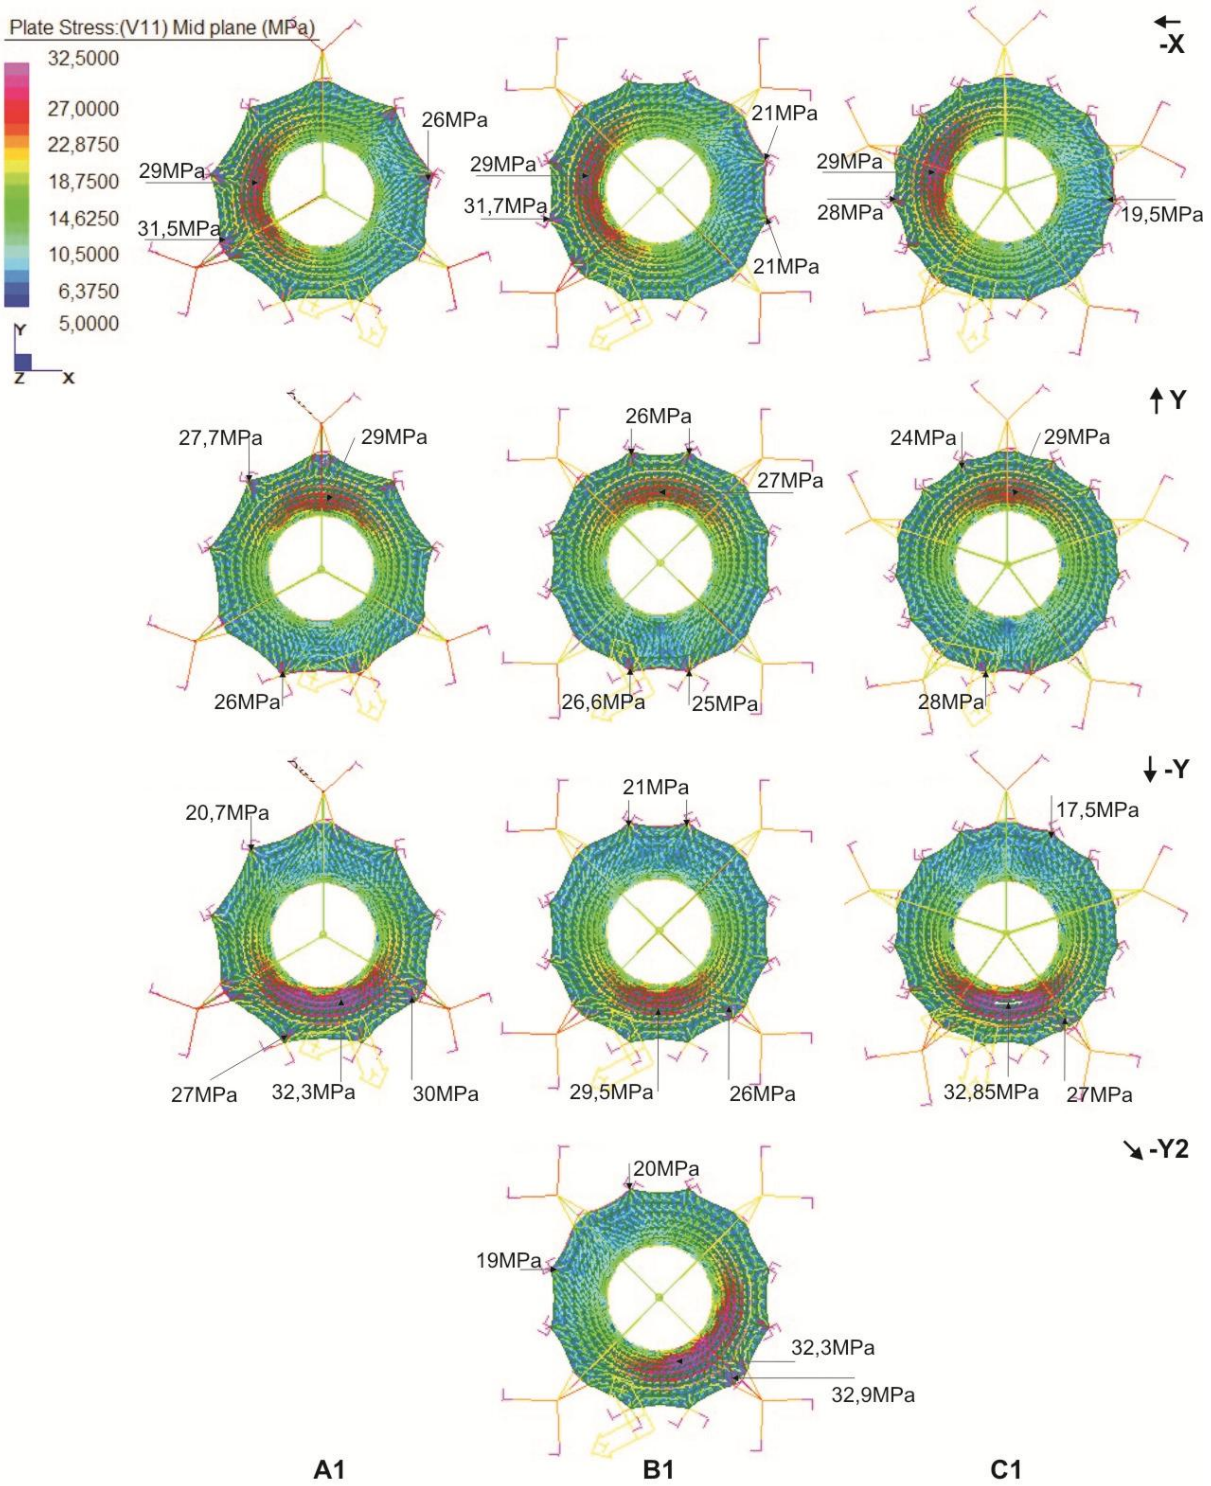 Plate Stress:(V11) Mid plane (MPa)
32,5000
27,0000
22,8750
18,7500
14,6250
10,5000
6,3750
5,0000
Y
Z X
-X
26MPa
29MPa
31,5MPa
21MPa
29MPa
31,7MPa
21MPa
29MPa
28MPa
19,5MPa
Y
27,7MPa
29MPa
26MPa
26MPa
27MPa
26,6MPa
25MPa
24MPa
29MPa
28MPa
-Y
20,7MPa
27MPa
32,3MPa
30MPa
21MPa
29,5MPa
26MPa
17,5MPa
32,85MPa
27MPa
-Y2
20MPa
19MPa
32,3MPa
32,9MPa
A1 B1 C1